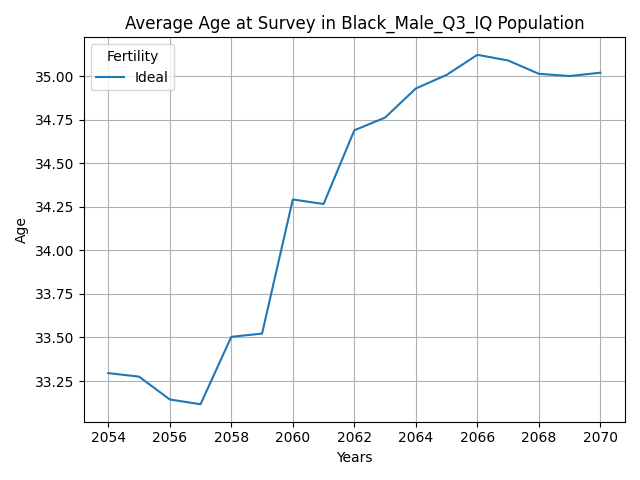 Average Age at Survey in Black_Male_Q3_IQ Population
Fertility
Ideal
Age
35.00
34.75
34.50
34.25
34.00
33.75
33.50
33.25
2054 2056 2058 2060 2062 2064 2066 2068 2070
Years